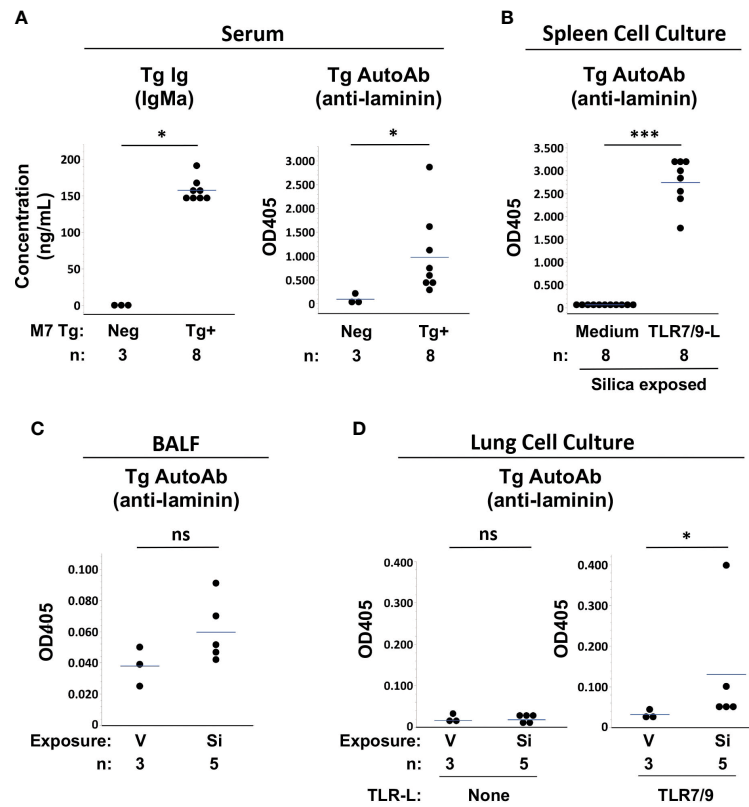 A
Serum
Tg Ig
(IgMa)
*
Concentration
(ng/mL)
200
150
100
50
0
M7 Tg: Neg Tg+
n: 3 8
Tg AutoAb
(anti-laminin)
*
OD405
3.000
2.500
2.000
1.500
1.000
0.500
0
Neg Tg+
n: 3 8
B
Spleen Cell Culture
Tg AutoAb
(anti-laminin)
***
OD405
3.500
3.000
2.500
2.000
1.500
1.000
0.500
0
Medium TLR7/9-L
n: 8 8
Silica exposed
C
BALF
Tg AutoAb
(anti-laminin)
ns
OD405
0.100
0.080
0.060
0.040
0.020
0
Exposure: V Si
n: 3 5
D
Lung Cell Culture
Tg AutoAb
(anti-laminin)
ns
OD405
0.400
0.300
0.200
0.100
0
Exposure: V Si
n: 3 5
TLR-L: None
*
OD405
0.400
0.300
0.200
0.100
0
V Si
3 5
TLR7/9